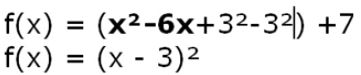 f(x) = (x²-6x+3²-3²) +7
f(x) = (x - 3)²